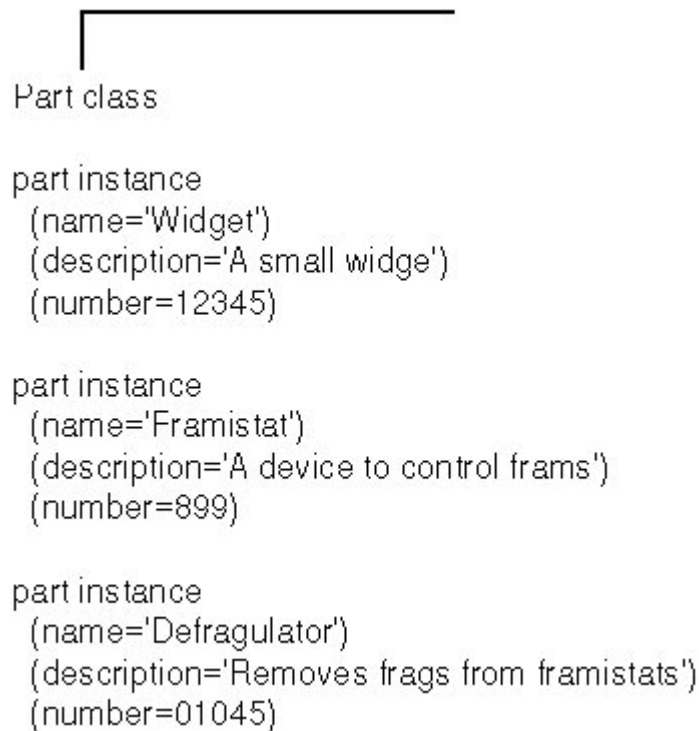 Part class
part instance
(name='Widget')
(description='A small widge')
(number=12345)
part instance
(name='Framistat')
(description='A device to control frams')
(number=899)
part instance
(name='Defragulator')
(description='Removes frags from framistats')
(number=01045)